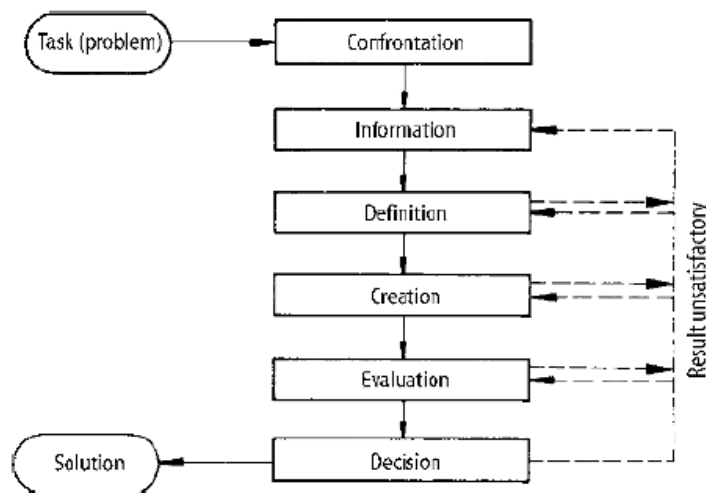 Task (problem)
Confrontation
Information
Definition
Creation
Evaluation
Decision
Solution
Result unsatisfactory